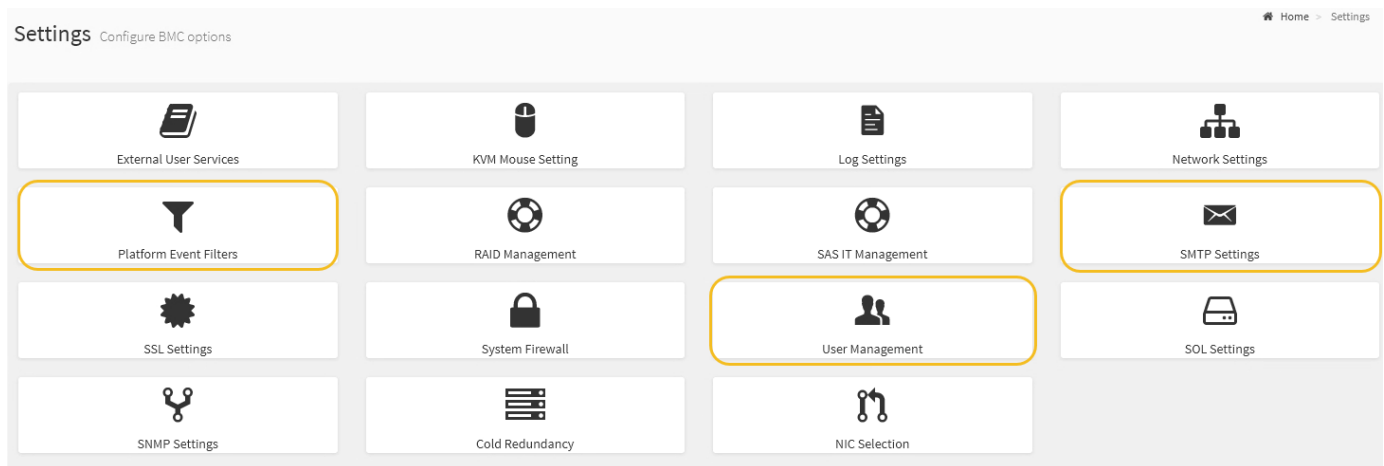 Home > Settings
Settings Configure BMC options
External User Services
KVM Mouse Setting
Log Settings
Network Settings
Platform Event Filters
RAID Management
SAS IT Management
SMTP Settings
SSL Settings
System Firewall
User Management
SOL Settings
SNMP Settings
Cold Redundancy
NIC Selection